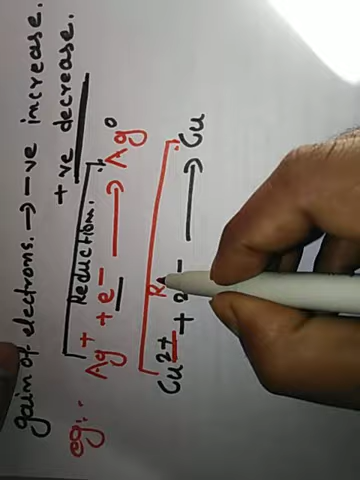 gain of electrons. → -ve increase.
+ve decrease.
Reduction.
eg:- Ag⁺ + e⁻ → Ag⁰
R
Cu²⁺ + e⁻ → Cu